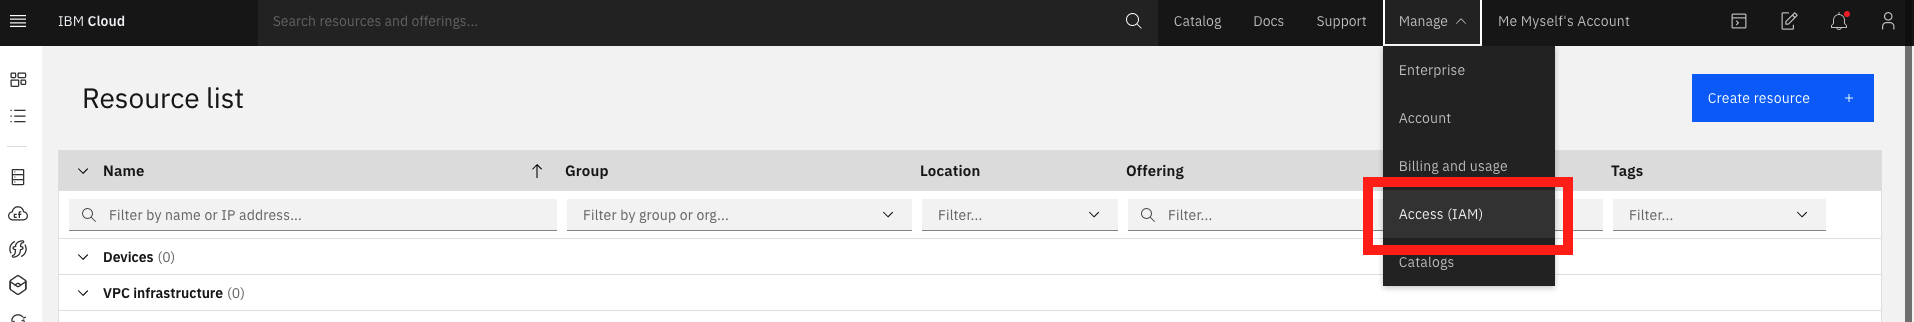 IBM Cloud
Search resources and offerings...
Catalog
Docs
Support
Manage
Me Myself's Account
Enterprise
Account
Billing and usage
Access (IAM)
Catalogs
Resource list
Create resource +
Name
Group
Location
Offering
Tags
Filter by name or IP address...
Filter by group or org...
Filter...
Filter...
Filter...
Devices (0)
VPC infrastructure (0)
cf